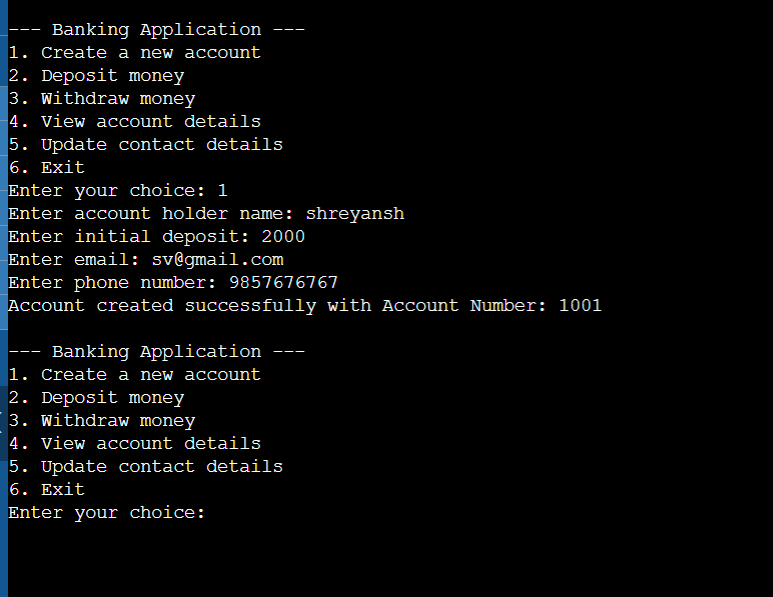 --- Banking Application ---
1. Create a new account
2. Deposit money
3. Withdraw money
4. View account details
5. Update contact details
6. Exit
Enter your choice: 1
Enter account holder name: shreyansh
Enter initial deposit: 2000
Enter email: sv@gmail.com
Enter phone number: 9857676767
Account created successfully with Account Number: 1001
--- Banking Application ---
1. Create a new account
2. Deposit money
3. Withdraw money
4. View account details
5. Update contact details
6. Exit
Enter your choice: